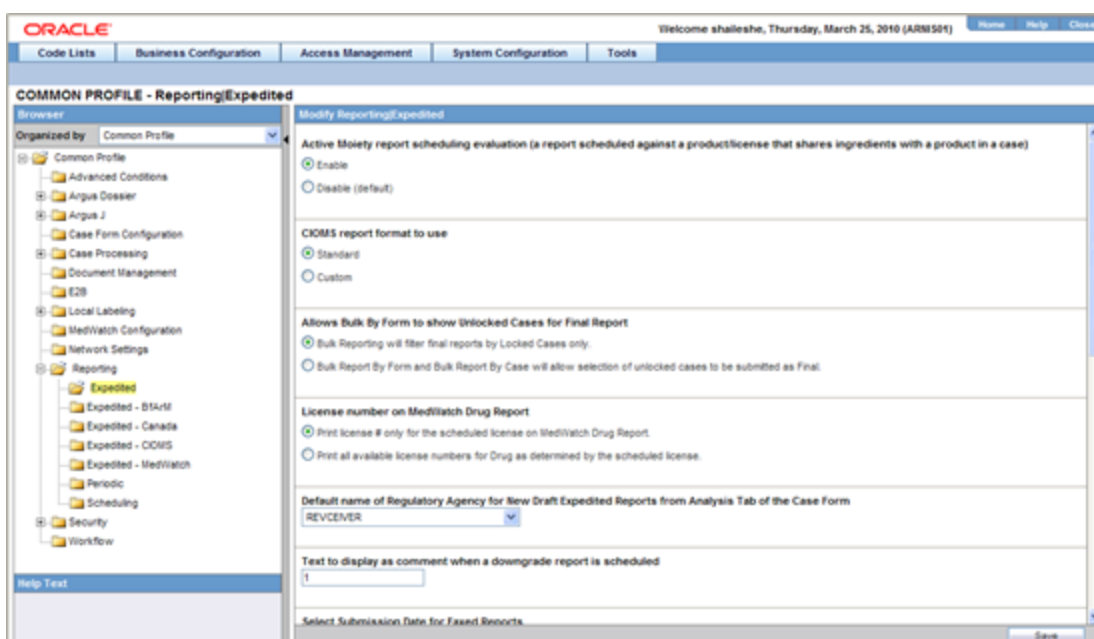 ORACLE
Welcome shaileshe, Thursday, March 25, 2010 (ARMIS01)
Home Help Close
Code Lists Business Configuration Access Management System Configuration Tools
COMMON PROFILE - Reporting|Expedited
Browser
Organized by Common Profile
Common Profile
Advanced Conditions
Argus Dossier
Argus J
Case Form Configuration
Case Processing
Document Management
E2B
Local Labeling
MedWatch Configuration
Network Settings
Reporting
Expedited
Expedited - BfArM
Expedited - Canada
Expedited - CIOMS
Expedited - MedWatch
Periodic
Scheduling
Security
Workflow
Help Text
Modify Reporting|Expedited
Active Moiety report scheduling evaluation (a report scheduled against a product/license that shares ingredients with a product in a case)
Enable
Disable (default)
CIOMS report format to use
Standard
Custom
Allows Bulk By Form to show Unlocked Cases for Final Report
Bulk Reporting will filter final reports by Locked Cases only.
Bulk Report By Form and Bulk Report By Case will allow selection of unlocked cases to be submitted as Final.
License number on MedWatch Drug Report
Print license # only for the scheduled license on MedWatch Drug Report.
Print all available license numbers for Drug as determined by the scheduled license.
Default name of Regulatory Agency for New Draft Expedited Reports from Analysis Tab of the Case Form
REVCEIVER
Text to display as comment when a downgrade report is scheduled
1
Select Submission Date for Faxed Reports
Save